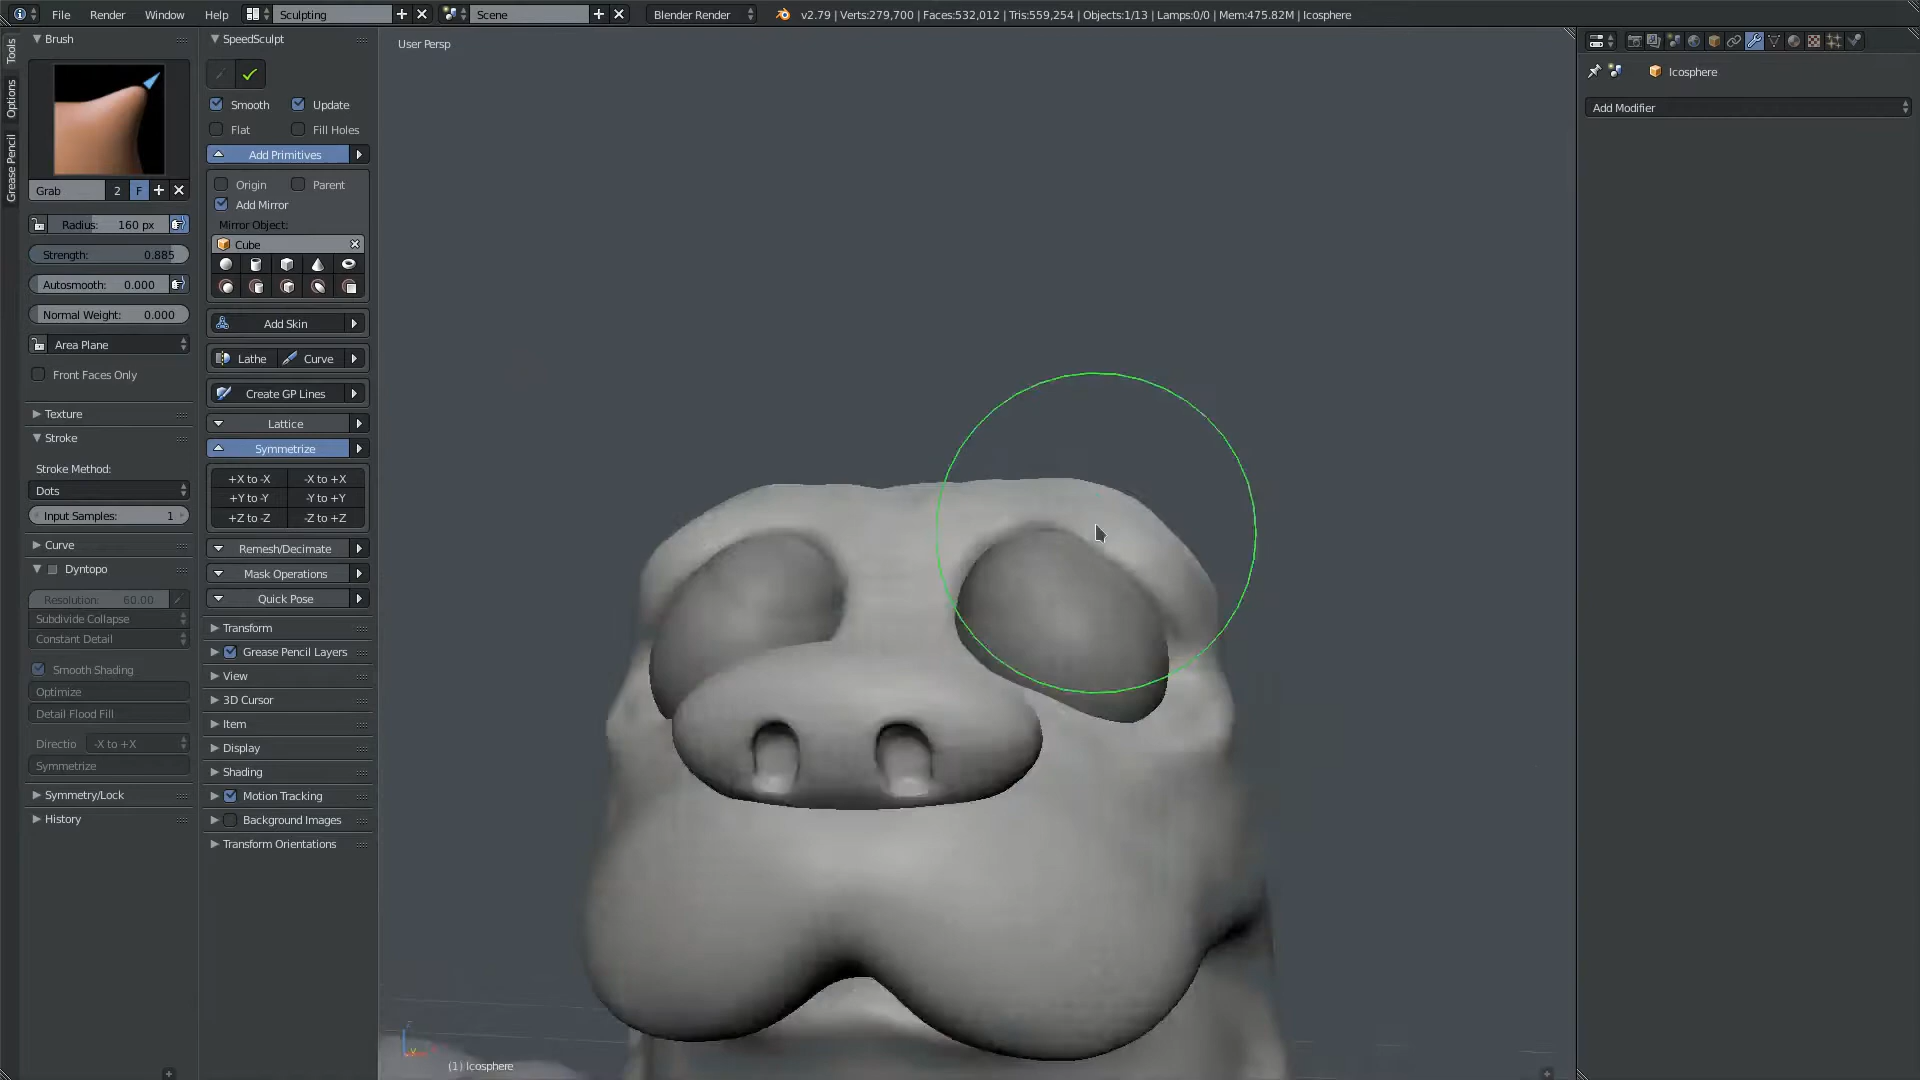 File Render Window Help Sculpting Scene Blender Render v2.79 | Verts:279,700 | Faces:532,012 | Tris:559,254 | Objects:1/13 | Lamps:0/0 | Mem:475.82M | Icosphere
Tools
Options
Grease Pencil
Brush
Grab 2 F
Radius: 160 px
Strength: 0.885
Autosmooth: 0.000
Normal Weight: 0.000
Area Plane
Front Faces Only
Texture
Stroke
Stroke Method:
Dots
Input Samples: 1
Curve
Dyntopo
Resolution: 60.00
Subdivide Collapse
Constant Detail
Smooth Shading
Optimize
Detail Flood Fill
Directio -X to +X
Symmetrize
Symmetry/Lock
History
SpeedSculpt
Smooth Update
Flat Fill Holes
Add Primitives
Origin Parent
Add Mirror
Mirror Object:
Cube
Add Skin
Lathe Curve
Create GP Lines
Lattice
Symmetrize
+X to -X -X to +X
+Y to -Y -Y to +Y
+Z to -Z -Z to +Z
Remesh/Decimate
Mask Operations
Quick Pose
Transform
Grease Pencil Layers
View
3D Cursor
Item
Display
Shading
Motion Tracking
Background Images
Transform Orientations
User Persp
(1) Icosphere
Icosphere
Add Modifier